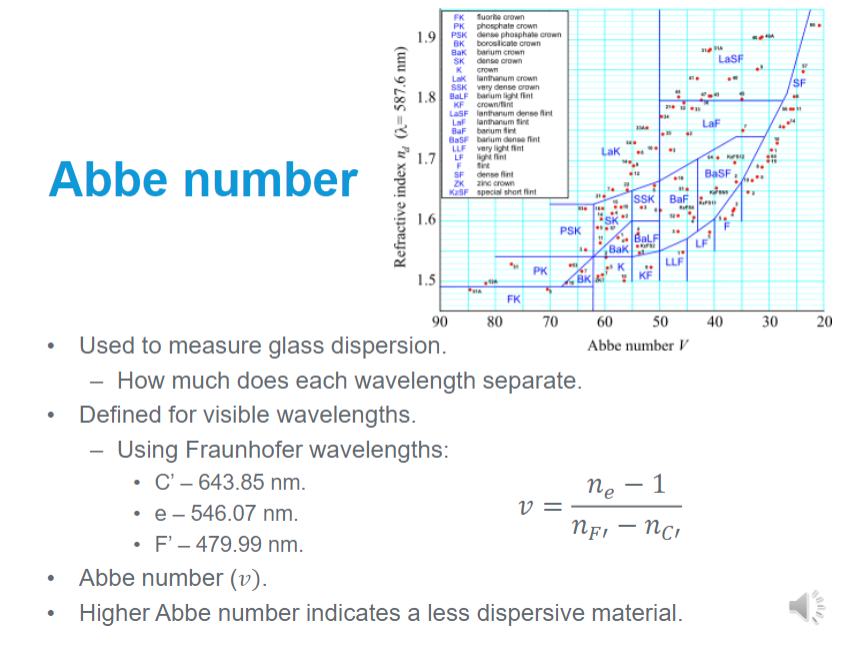 Abbe number
FK fluorite crown
PK phosphate crown
PSK dense phosphate crown
BK borosilicate crown
BaK barium crown
SK dense crown
K crown
LaK lanthanum crown
SSK very dense crown
BaLF barium light flint
KF crown/flint
LaSF lanthanum dense flint
LaF lanthanum flint
BaF barium flint
BaSF barium dense flint
LLF very light flint
LF light flint
F flint
SF dense flint
ZK zinc crown
KzSF special short flint
Refractive index n_d (λ= 587.6 nm)
1.9
1.8
1.7
1.6
1.5
LaSF
SF
LaF
LaK
BaSF
SSK
BaF
SK
F
PSK
BaLF
LF
BaK
LLF
PK
K
KF
BK
FK
90 80 70 60 50 40 30 20
Abbe number V
• Used to measure glass dispersion.
– How much does each wavelength separate.
• Defined for visible wavelengths.
– Using Fraunhofer wavelengths:
• C’ – 643.85 nm.
• e – 546.07 nm.
• F’ – 479.99 nm.
v = (n_e − 1) / (n_F′ − n_C′)
• Abbe number (v).
• Higher Abbe number indicates a less dispersive material.